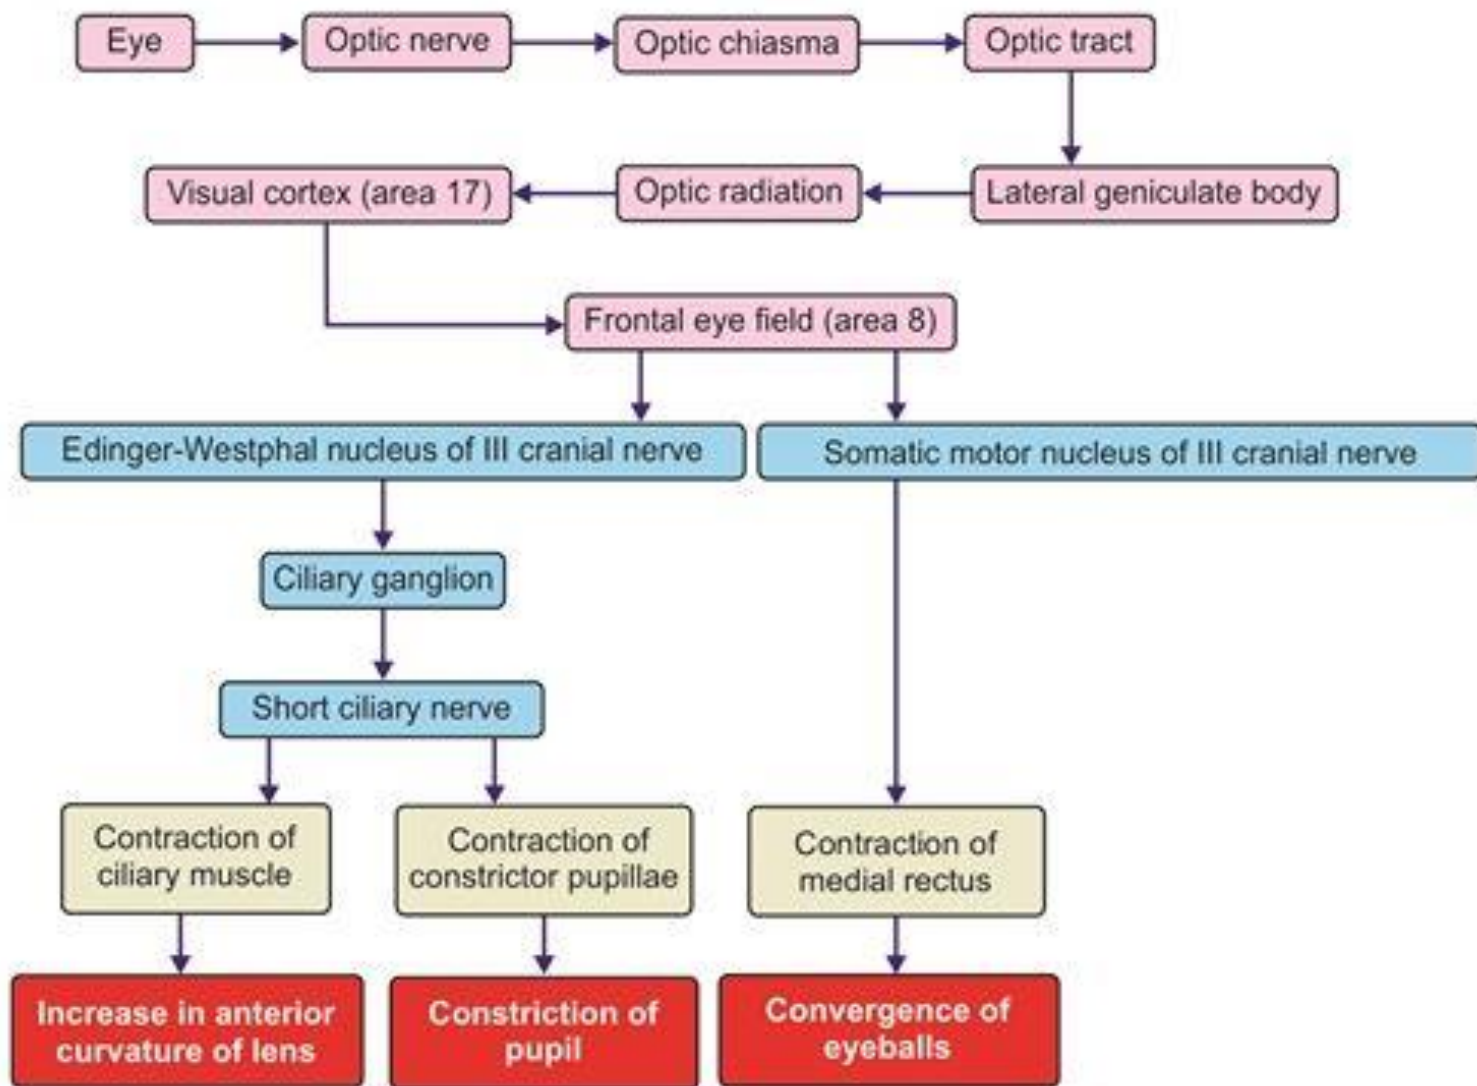 Eye
Optic nerve
Optic chiasma
Optic tract
Lateral geniculate body
Optic radiation
Visual cortex (area 17)
Frontal eye field (area 8)
Edinger-Westphal nucleus of III cranial nerve
Somatic motor nucleus of III cranial nerve
Ciliary ganglion
Short ciliary nerve
Contraction of
ciliary muscle
Contraction of
constrictor pupillae
Contraction of
medial rectus
Increase in anterior
curvature of lens
Constriction of
pupil
Convergence of
eyeballs